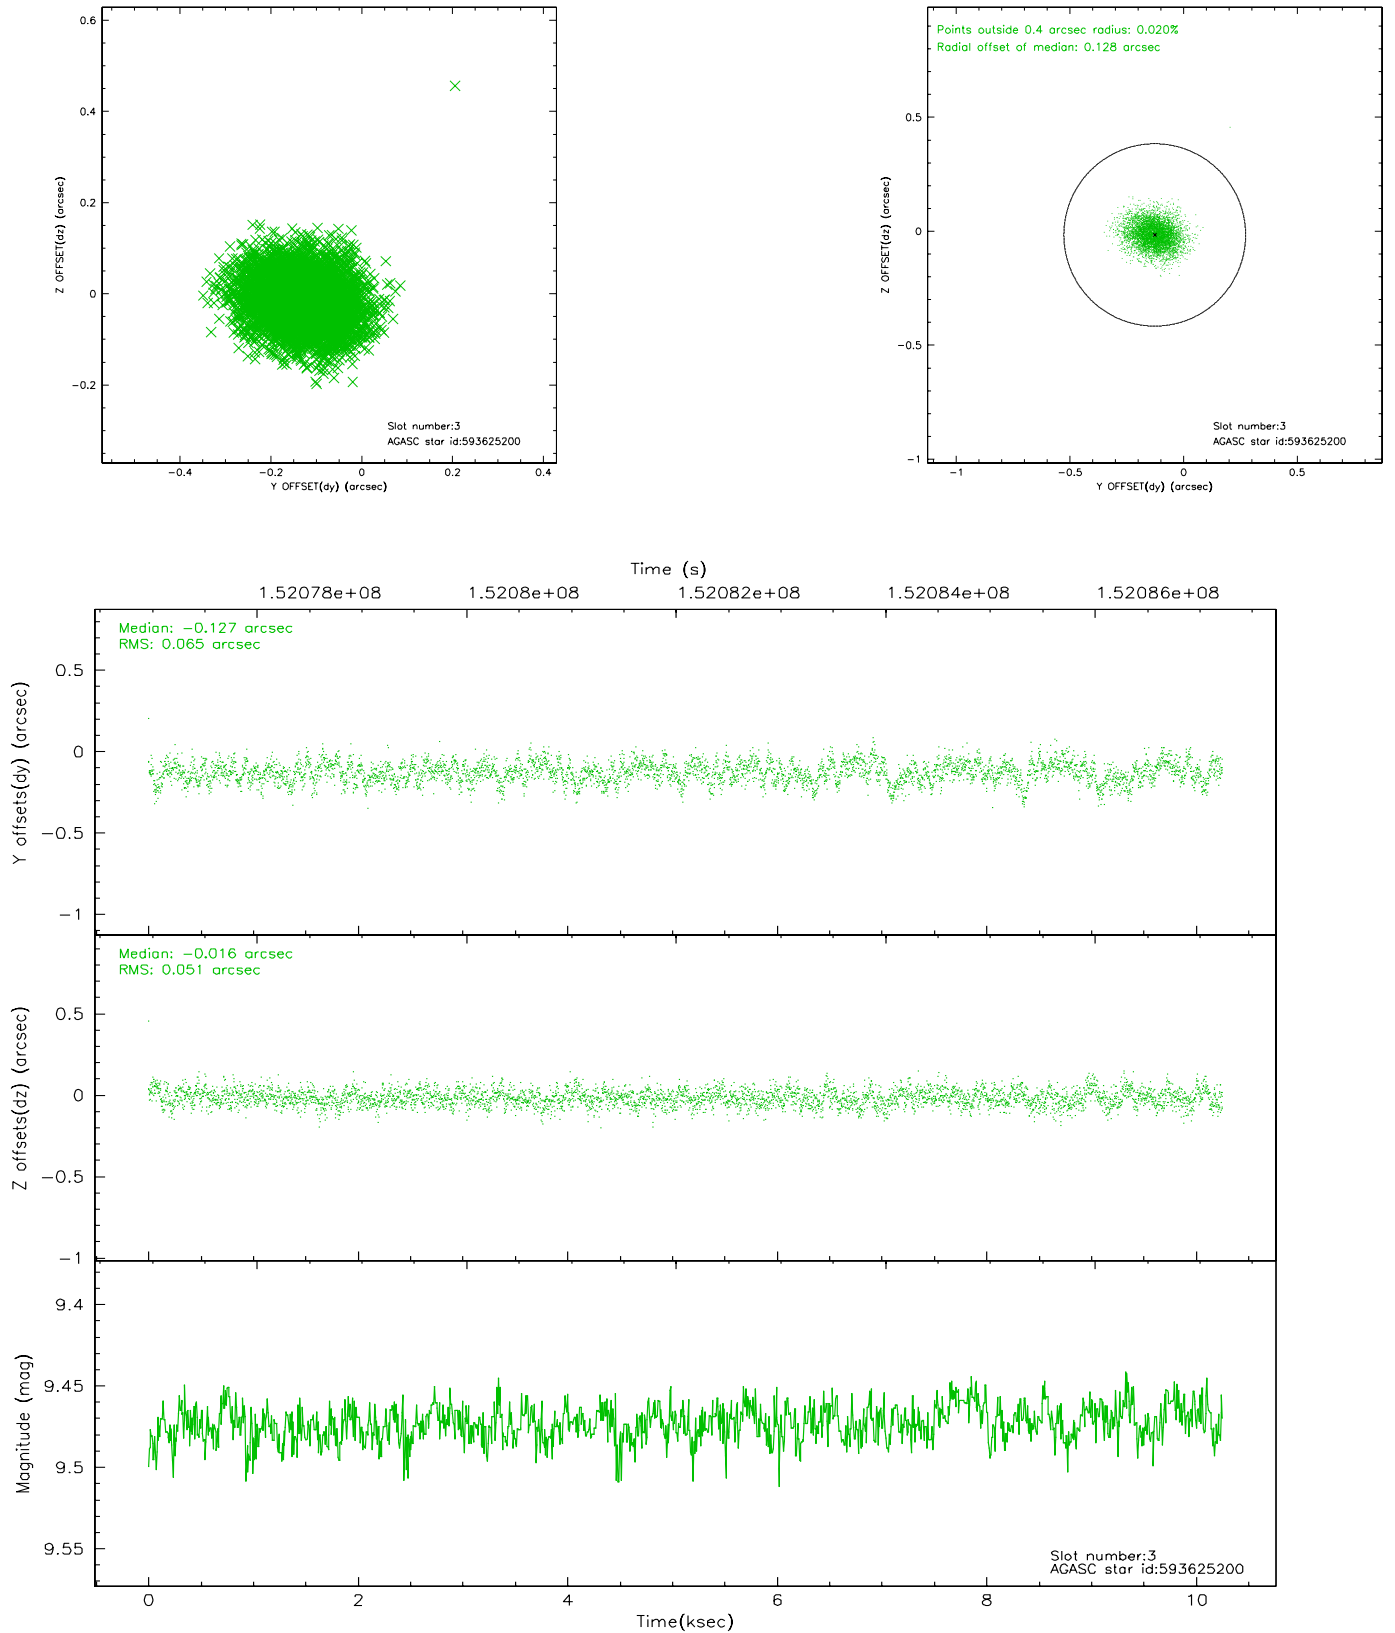 0.6
0.4
0.2
0
−0.2
Z OFFSET(dz) (arcsec)
−0.4 −0.2 0 0.2 0.4
Y OFFSET(dy) (arcsec)
Slot number:3
AGASC star id:593625200
Points outside 0.4 arcsec radius: 0.020%
Radial offset of median: 0.128 arcsec
0.5
0
−0.5
−1
Z OFFSET(dz) (arcsec)
−1 −0.5 0 0.5
Y OFFSET(dy) (arcsec)
Slot number:3
AGASC star id:593625200
Time (s)
1.52078e+08 1.5208e+08 1.52082e+08 1.52084e+08 1.52086e+08
Median: −0.127 arcsec
RMS: 0.065 arcsec
0.5
0
−0.5
−1
Y offsets(dy) (arcsec)
Median: −0.016 arcsec
RMS: 0.051 arcsec
0.5
0
−0.5
−1
Z offsets(dz) (arcsec)
9.4
9.45
9.5
9.55
Magnitude (mag)
Slot number:3
AGASC star id:593625200
0 2 4 6 8 10
Time(ksec)